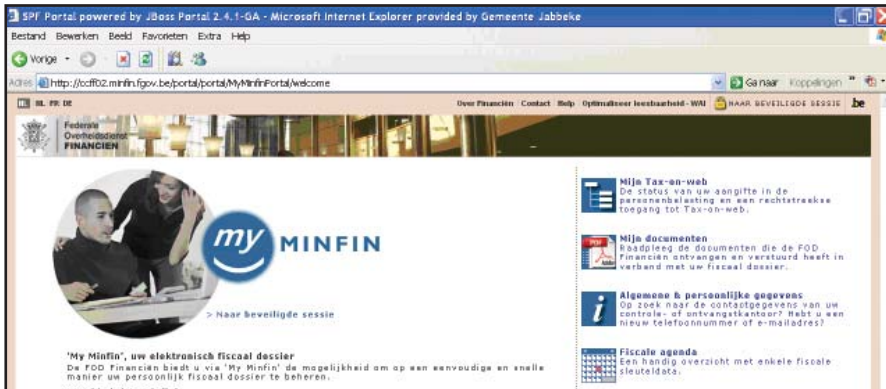 SPF Portal powered by JBoss Portal 2.4.1-GA - Microsoft Internet Explorer provided by Gemeente Jabbeke
Bestand Bewerken Beeld Favorieten Extra Help
Vorige
Adres http://ccff02.minfin.fgov.be/portal/portal/MyMinfinPortal/welcome Ga naar Koppelingen »
NL FR DE Over Financiën Contact Help Optimaliseer leesbaarheid - WAI NAAR BEVEILIGDE SESSIE .be
Federale
Overheidsdienst
FINANCIEN
my MINFIN
> Naar beveiligde sessie
'My Minfin', uw elektronisch fiscaal dossier
De FOD Financiën biedt u via 'My Minfin' de mogelijkheid om op een eenvoudige en snelle
manier uw persoonlijk fiscaal dossier te beheren.
Mijn Tax-on-web
De status van uw aangifte in de
personenbelasting en een rechtstreekse
toegang tot Tax-on-web.
PDF
Adobe
Mijn documenten
Raadpleeg de documenten die de FOD
Financiën ontvangen en verstuurd heeft in
verband met uw fiscaal dossier.
i
Algemene & persoonlijke gegevens
Op zoek naar de contactgegevens van uw
controle- of ontvangstkantoor? Hebt u een
nieuw telefoonnummer of e-mailadres?
Fiscale agenda
Een handig overzicht met enkele fiscale
sleuteldata.